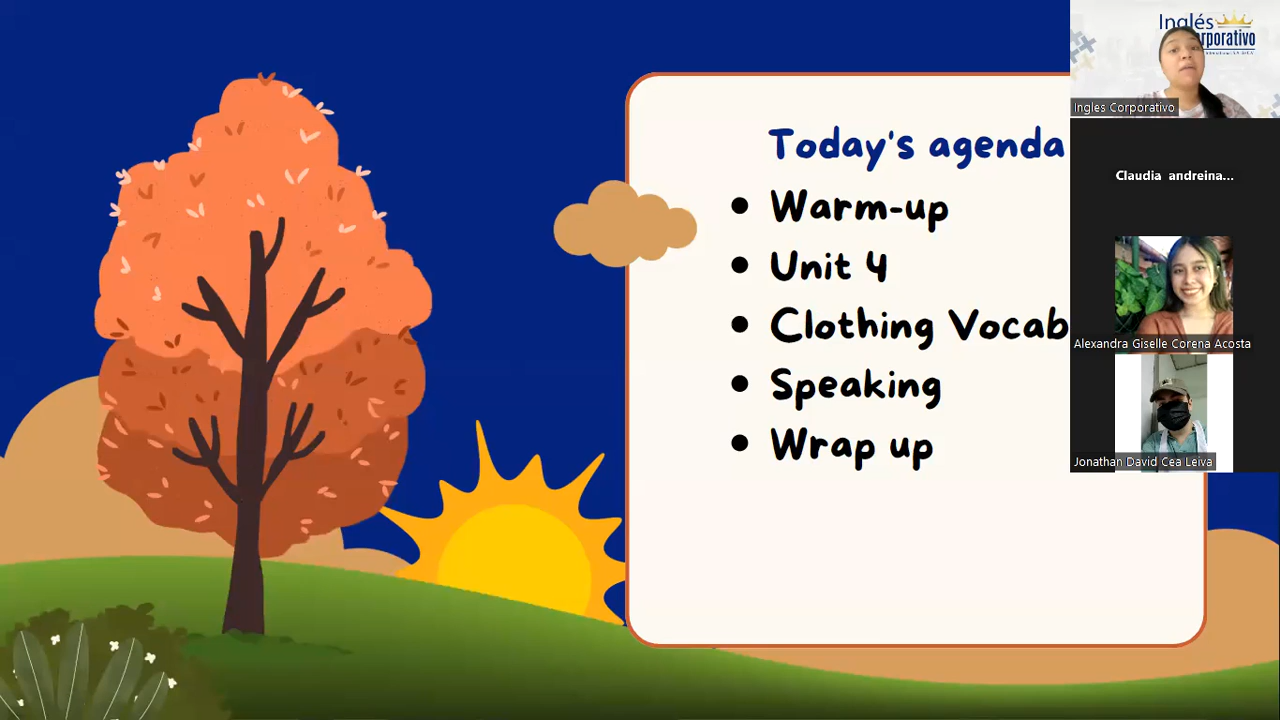 Today's agenda
Warm-up
Unit 4
Clothing Vocab
Speaking
Wrap up
Inglés
rporativo
Ingles Corporativo
Claudia andreina...
Alexandra Giselle Corena Acosta
Jonathan David Cea Leiva